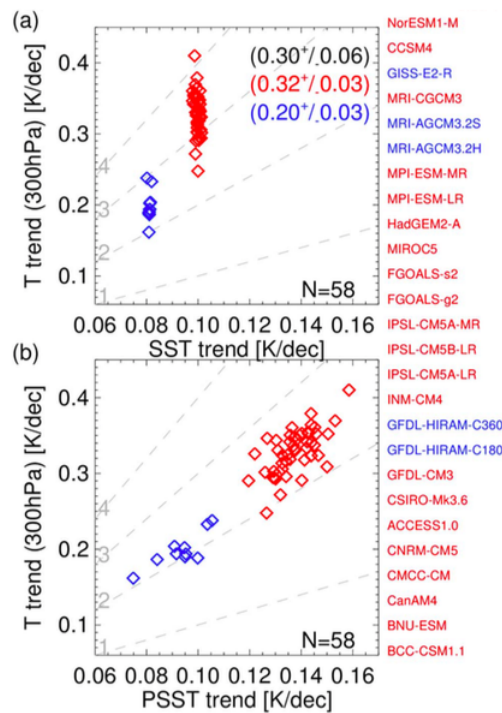 (a)
T trend (300hPa) [K/dec]
0.4
0.3
0.2
0.1
4
3
2
1
(0.30+/-0.06)
(0.32+/-0.03)
(0.20+/-0.03)
N=58
0.06 0.08 0.10 0.12 0.14 0.16
SST trend [K/dec]
(b)
T trend (300hPa) [K/dec]
0.4
0.3
0.2
0.1
4
3
2
1
N=58
0.06 0.08 0.10 0.12 0.14 0.16
PSST trend [K/dec]
NorESM1-M
CCSM4
GISS-E2-R
MRI-CGCM3
MRI-AGCM3.2S
MRI-AGCM3.2H
MPI-ESM-MR
MPI-ESM-LR
HadGEM2-A
MIROC5
FGOALS-s2
FGOALS-g2
IPSL-CM5A-MR
IPSL-CM5B-LR
IPSL-CM5A-LR
INM-CM4
GFDL-HIRAM-C360
GFDL-HIRAM-C180
GFDL-CM3
CSIRO-Mk3.6
ACCESS1.0
CNRM-CM5
CMCC-CM
CanAM4
BNU-ESM
BCC-CSM1.1